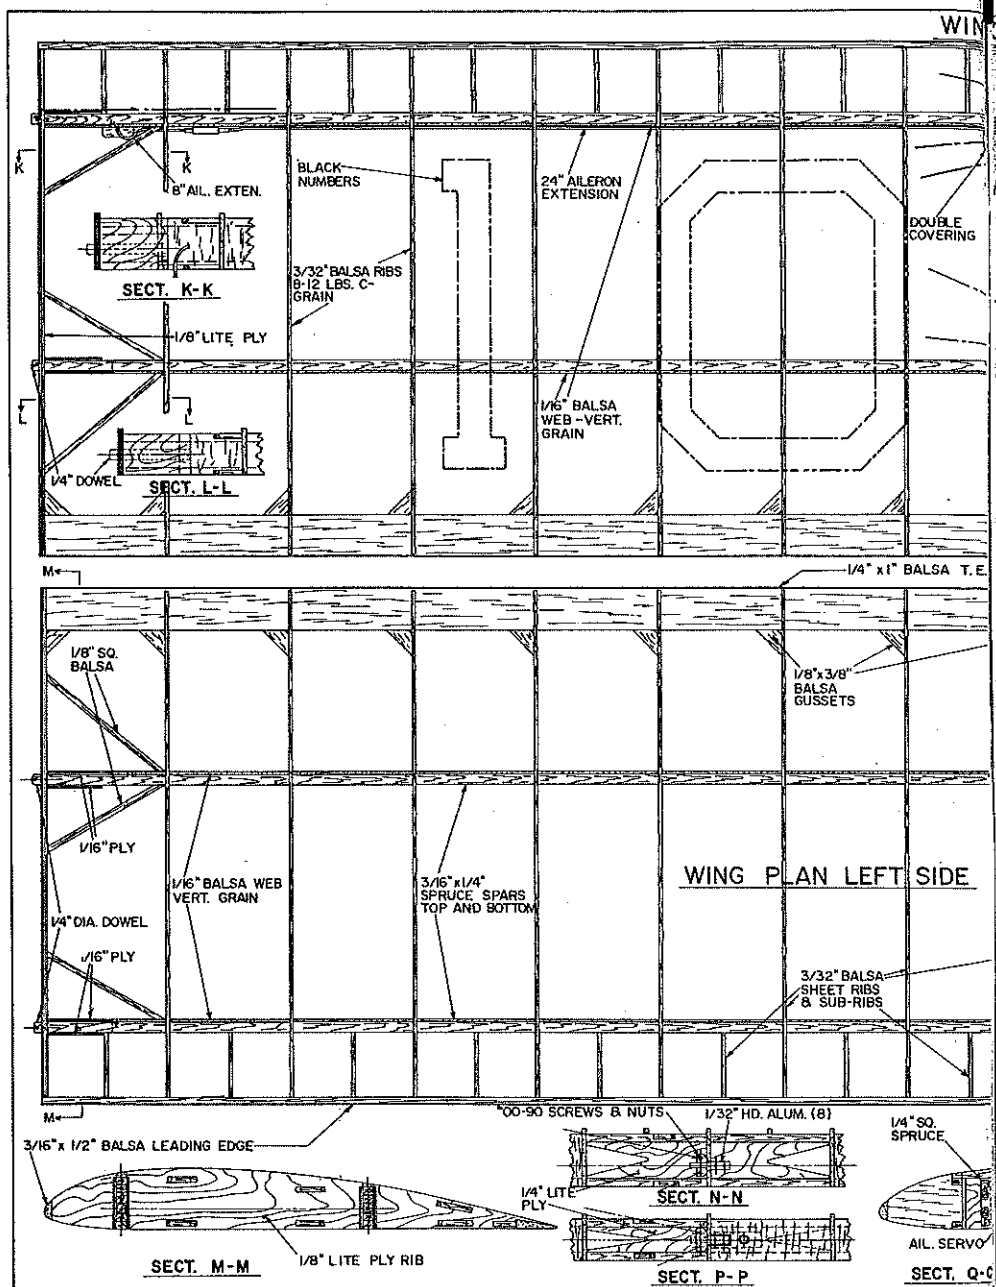 WIN
K
K
8" AIL. EXTEN.
BLACK
NUMBERS
24" AILERON
EXTENSION
DOUBLE
COVERING
SECT. K-K
3/32" BALSA RIBS
8-12 LBS. C-
GRAIN
1/8" LITE PLY
L
L
1/16" BALSA
WEB-VERT.
GRAIN
1/4" DOWEL
SECT. L-L
M
1/4" x 1" BALSA T.E.
1/8" SQ.
BALSA
1/8" x 3/8"
BALSA
GUSSETS
1/16" PLY
1/16" BALSA WEB
VERT. GRAIN
3/16" x 1/4"
SPRUCE SPARS
TOP AND BOTTOM
WING PLAN LEFT SIDE
1/4" DIA. DOWEL
1/16" PLY
3/32" BALSA
SHEET RIBS
& SUB-RIBS
M
3/16" x 1/2" BALSA LEADING EDGE
00-90 SCREWS & NUTS
1/32" HD. ALUM. (8)
1/4" SQ.
SPRUCE
1/4" LITE
PLY
SECT. N-N
1/8" LITE PLY RIB
AIL. SERVO
SECT. M-M
SECT. P-P
SECT. Q-